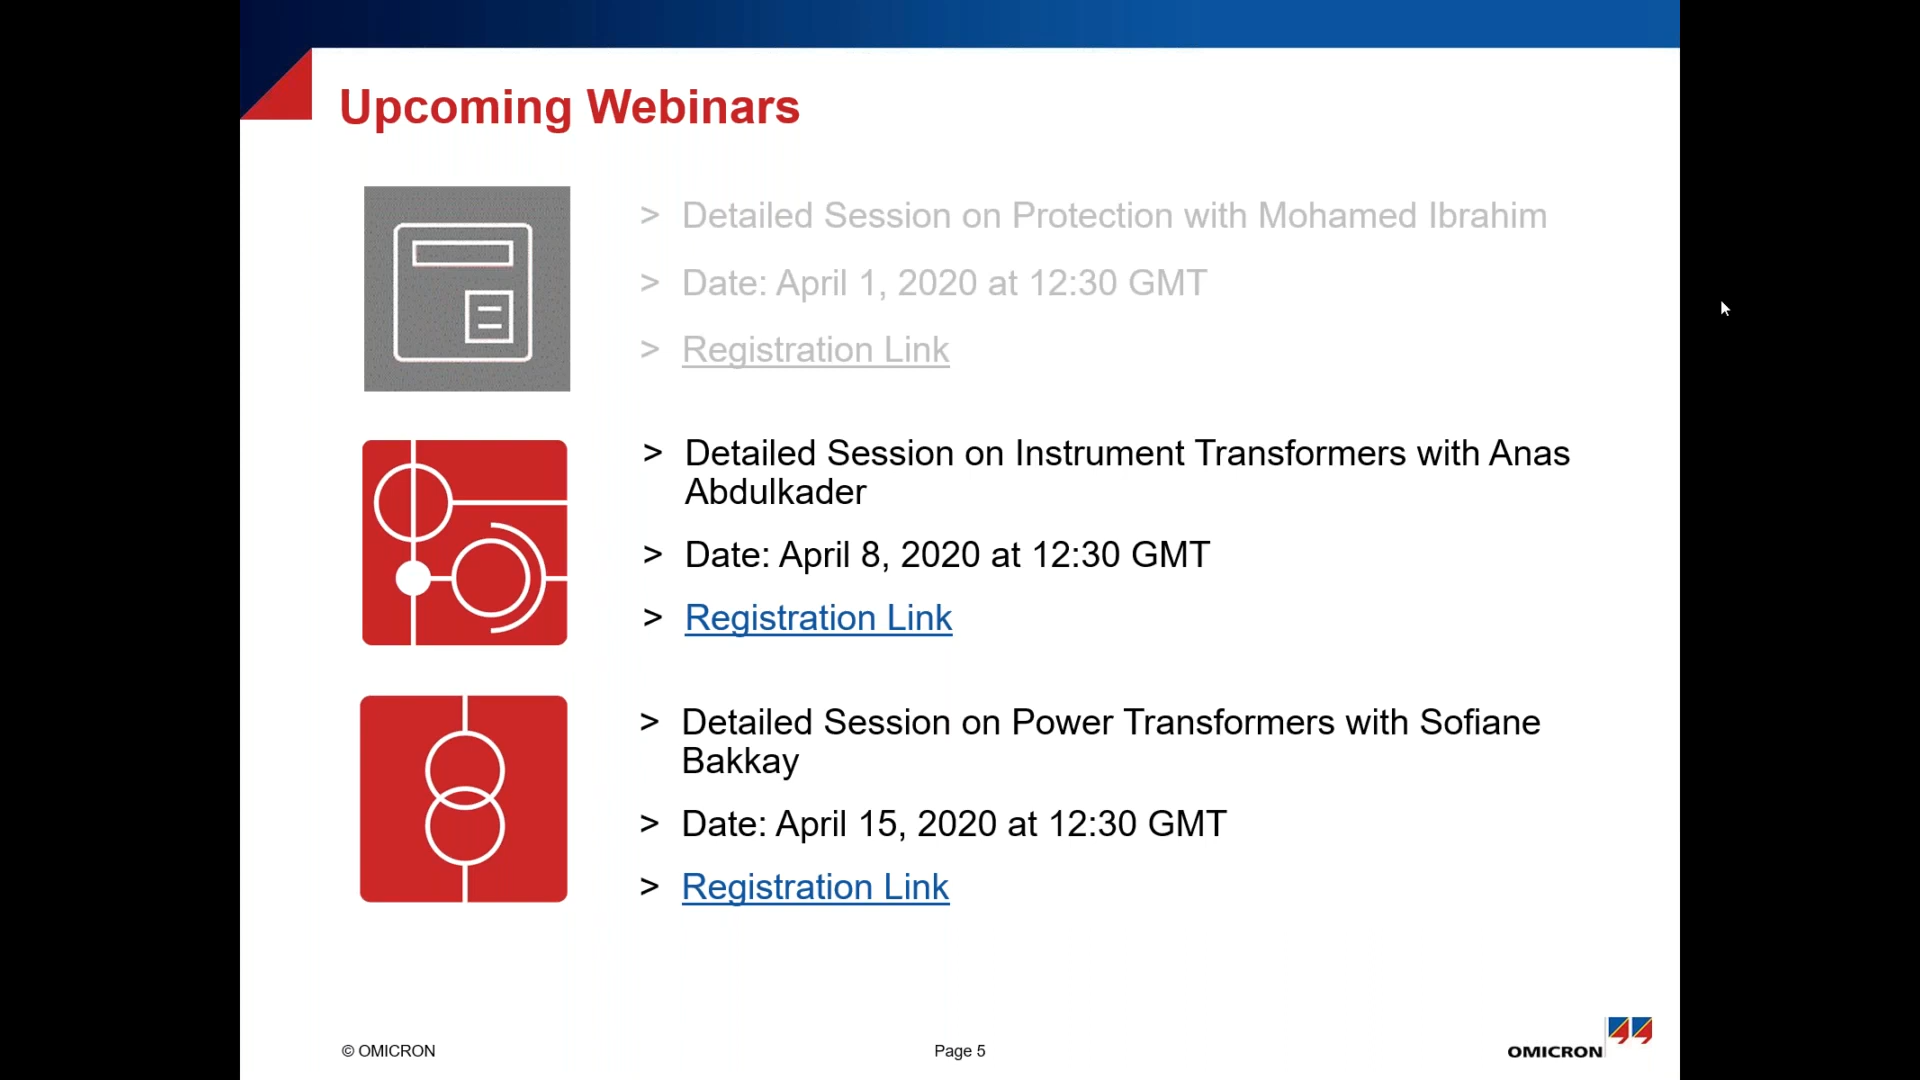 Upcoming Webinars
> Detailed Session on Protection with Mohamed Ibrahim
> Date: April 1, 2020 at 12:30 GMT
> Registration Link
> Detailed Session on Instrument Transformers with Anas
Abdulkader
> Date: April 8, 2020 at 12:30 GMT
> Registration Link
> Detailed Session on Power Transformers with Sofiane
Bakkay
> Date: April 15, 2020 at 12:30 GMT
> Registration Link
© OMICRON
Page 5
OMICRON